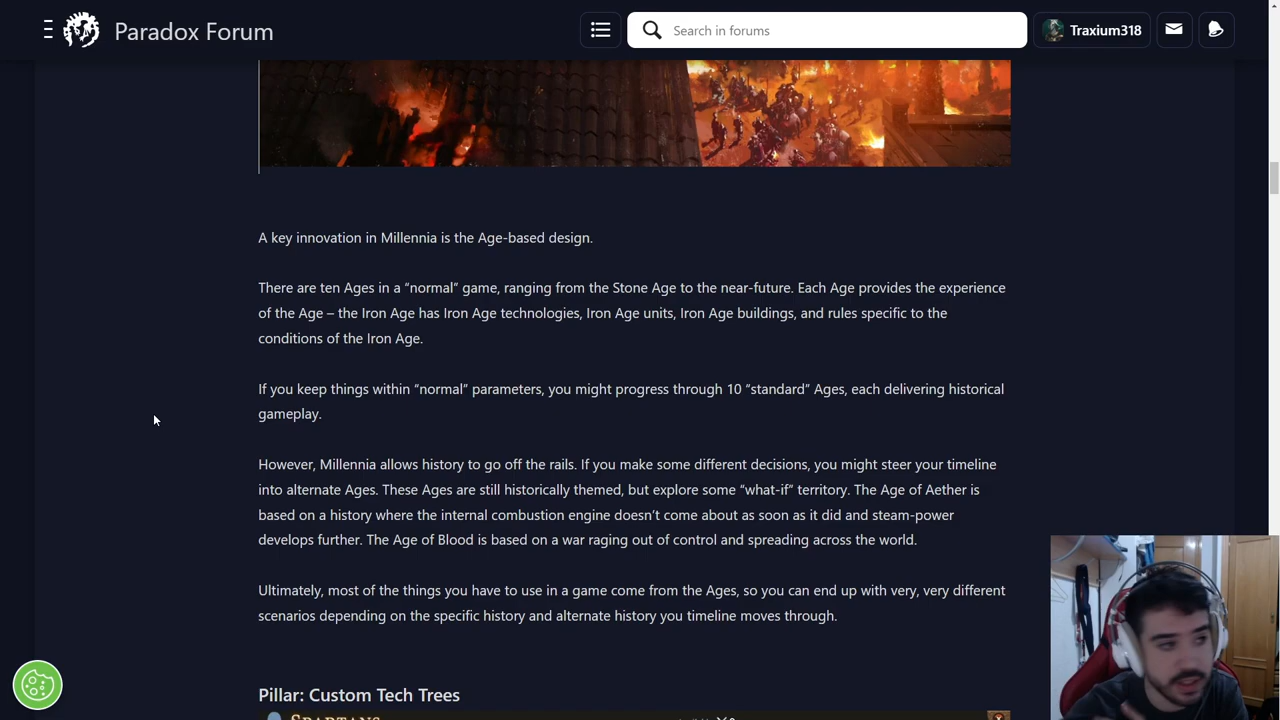 Paradox Forum
Search in forums
Traxium318
A key innovation in Millennia is the Age-based design.
There are ten Ages in a “normal” game, ranging from the Stone Age to the near-future. Each Age provides the experience
of the Age – the Iron Age has Iron Age technologies, Iron Age units, Iron Age buildings, and rules specific to the
conditions of the Iron Age.
If you keep things within “normal” parameters, you might progress through 10 “standard” Ages, each delivering historical
gameplay.
However, Millennia allows history to go off the rails. If you make some different decisions, you might steer your timeline
into alternate Ages. These Ages are still historically themed, but explore some “what-if” territory. The Age of Aether is
based on a history where the internal combustion engine doesn’t come about as soon as it did and steam-power
develops further. The Age of Blood is based on a war raging out of control and spreading across the world.
Ultimately, most of the things you have to use in a game come from the Ages, so you can end up with very, very different
scenarios depending on the specific history and alternate history you timeline moves through.
Pillar: Custom Tech Trees
SPARTANS